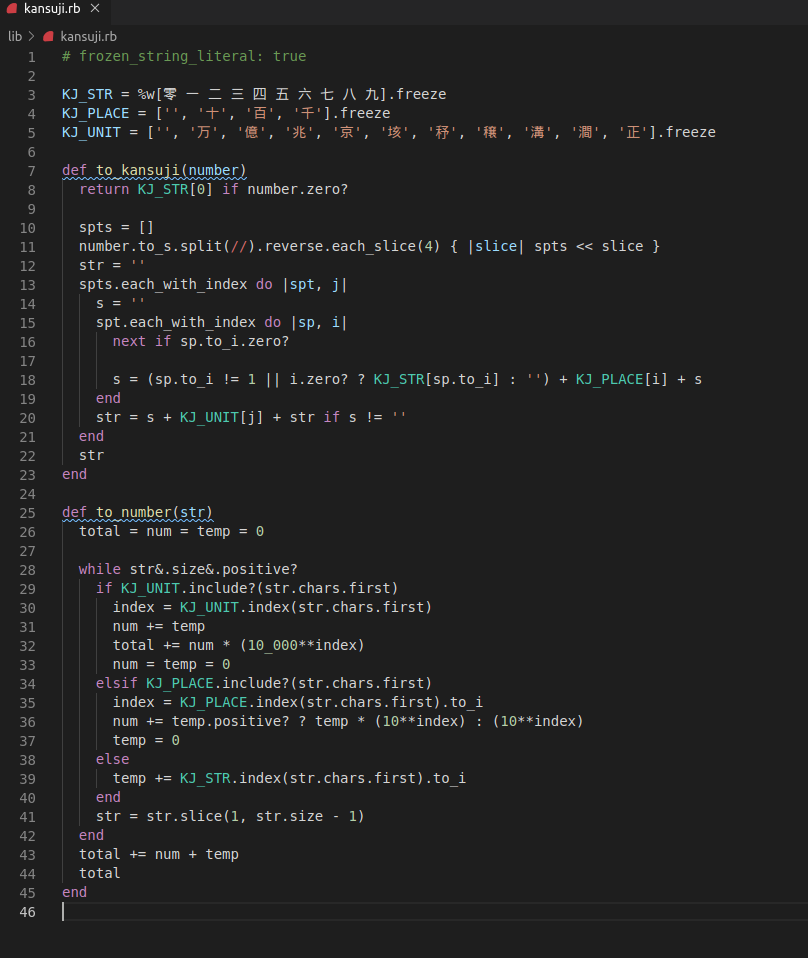 kansuji.rb ×
lib > kansuji.rb
1 # frozen_string_literal: true
2
3 KJ_STR = %w[零 一 二 三 四 五 六 七 八 九].freeze
4 KJ_PLACE = ['', '十', '百', '千'].freeze
5 KJ_UNIT = ['', '万', '億', '兆', '京', '垓', '𥝱', '穣', '溝', '澗', '正'].freeze
6
7 def to_kansuji(number)
8   return KJ_STR[0] if number.zero?
9
10   spts = []
11   number.to_s.split(//).reverse.each_slice(4) { |slice| spts << slice }
12   str = ''
13   spts.each_with_index do |spt, j|
14     s = ''
15     spt.each_with_index do |sp, i|
16       next if sp.to_i.zero?
17
18       s = (sp.to_i != 1 || i.zero? ? KJ_STR[sp.to_i] : '') + KJ_PLACE[i] + s
19     end
20     str = s + KJ_UNIT[j] + str if s != ''
21   end
22   str
23 end
24
25 def to_number(str)
26   total = num = temp = 0
27
28   while str&.size&.positive?
29     if KJ_UNIT.include?(str.chars.first)
30       index = KJ_UNIT.index(str.chars.first)
31       num += temp
32       total += num * (10_000**index)
33       num = temp = 0
34     elsif KJ_PLACE.include?(str.chars.first)
35       index = KJ_PLACE.index(str.chars.first).to_i
36       num += temp.positive? ? temp * (10**index) : (10**index)
37       temp = 0
38     else
39       temp += KJ_STR.index(str.chars.first).to_i
40     end
41     str = str.slice(1, str.size - 1)
42   end
43   total += num + temp
44   total
45 end
46